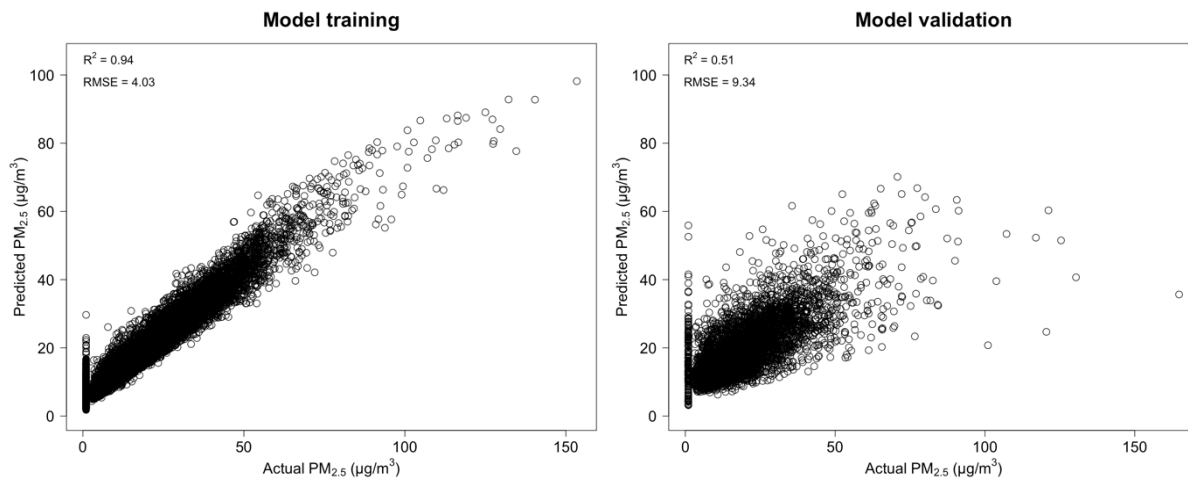 Model training
R² = 0.94
RMSE = 4.03
100
80
60
40
20
0
Predicted PM₂.₅ (µg/m³)
0 50 100 150
Actual PM₂.₅ (µg/m³)
Model validation
R² = 0.51
RMSE = 9.34
100
80
60
40
20
0
Predicted PM₂.₅ (µg/m³)
0 50 100 150
Actual PM₂.₅ (µg/m³)